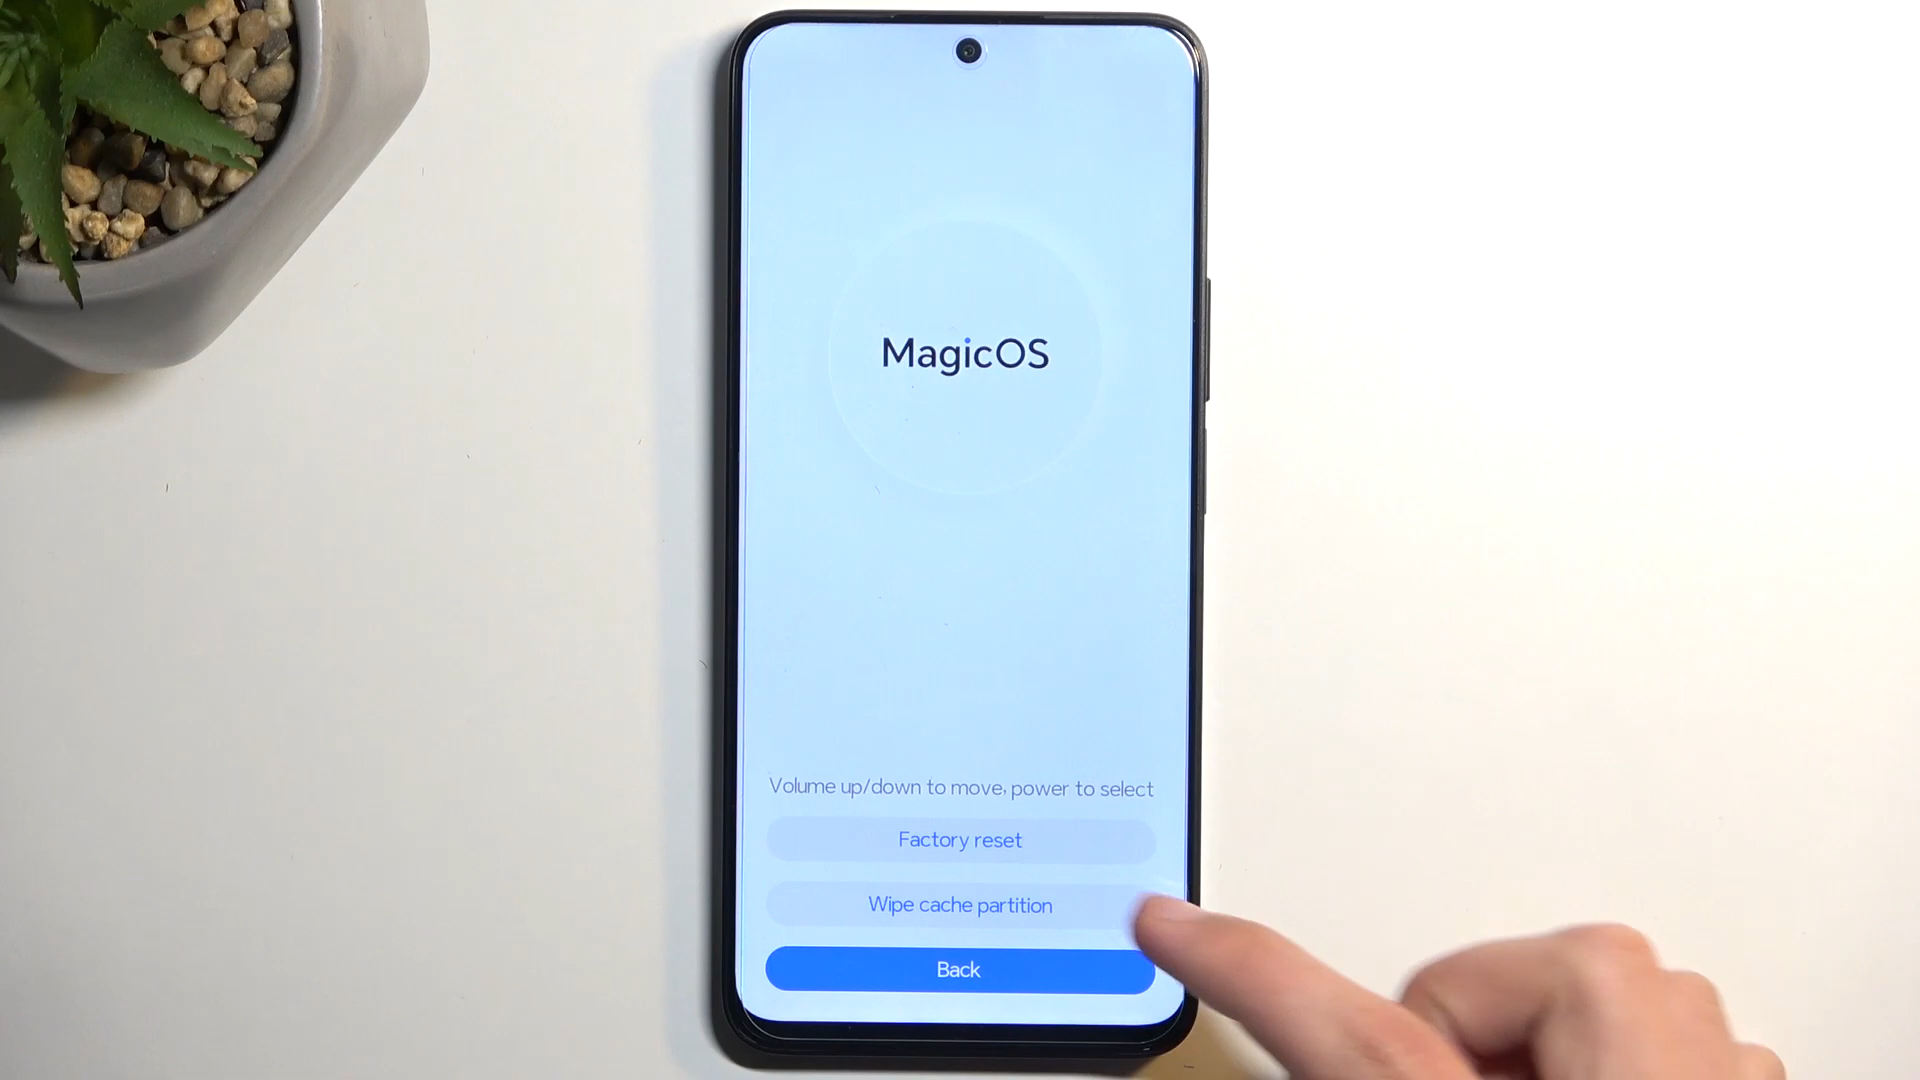 MagicOS
Volume up/down to move, power to select
Factory reset
Wipe cache partition
Back